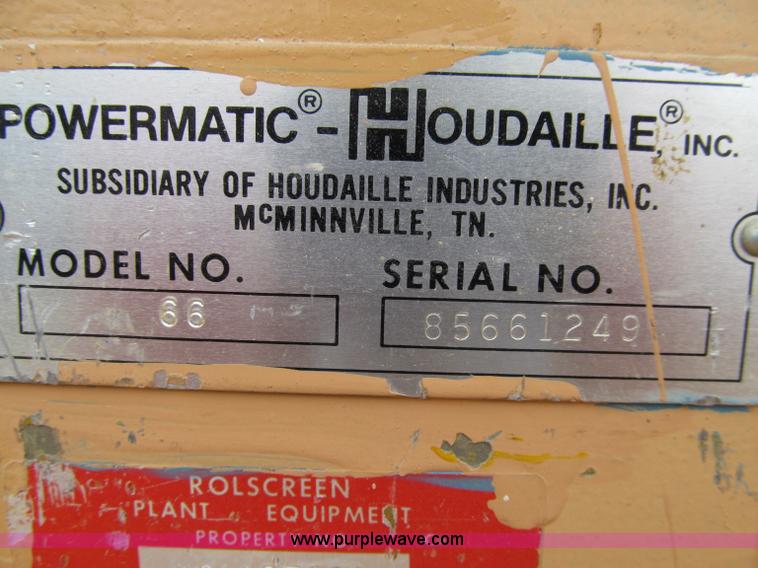 POWERMATIC® - HOUDAILLE,® INC.
SUBSIDIARY OF HOUDAILLE INDUSTRIES, INC.
McMINNVILLE, TN.
MODEL NO. SERIAL NO.
66 85661249
ROLSCREEN
PLANT EQUIPMENT
PROPERT
www.purplewave.com